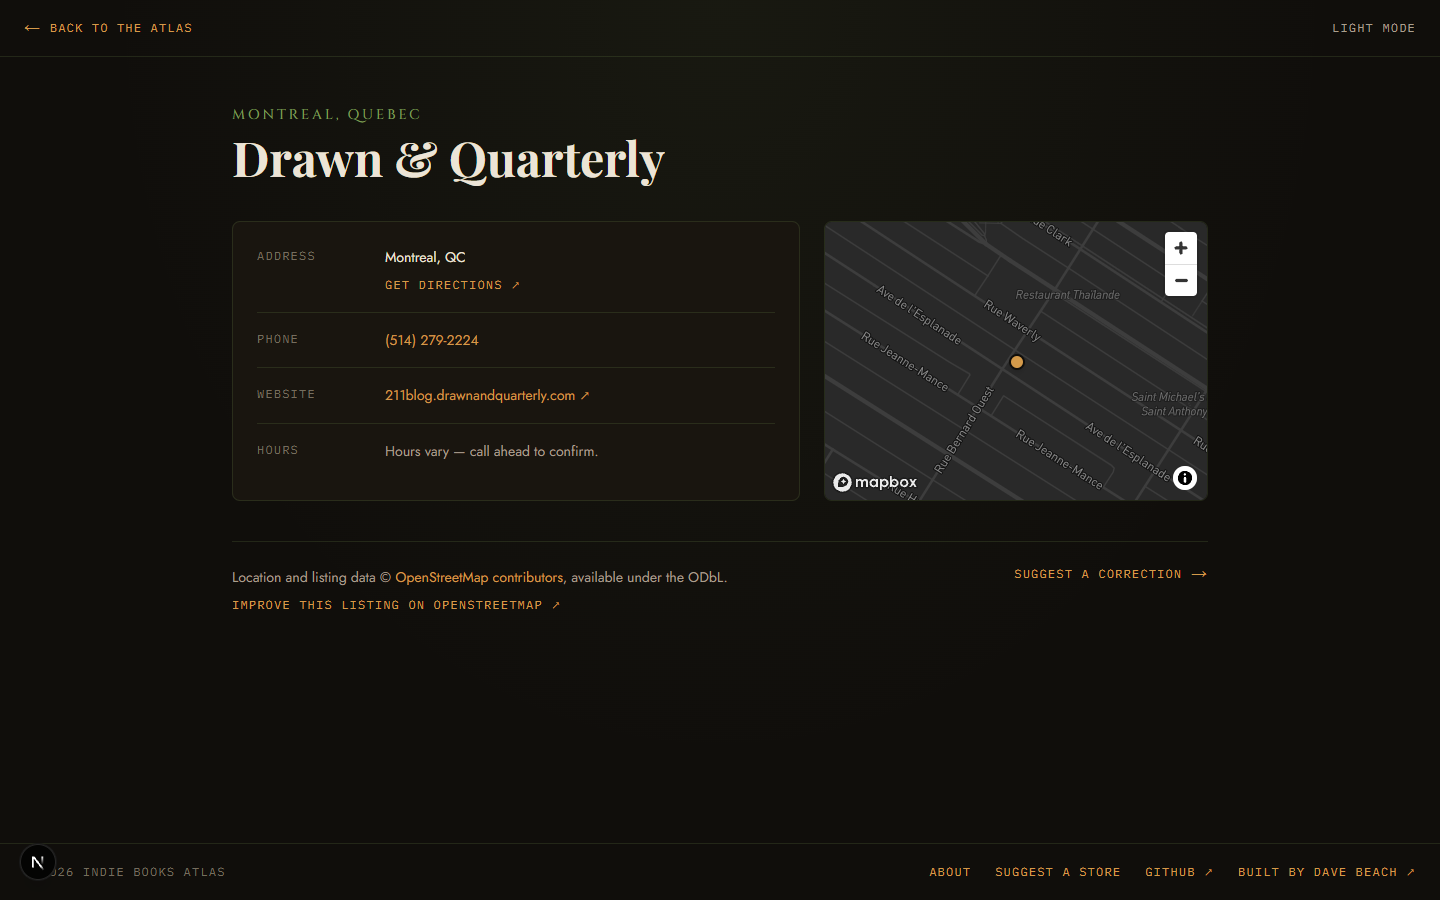 ← BACK TO THE ATLAS
LIGHT MODE
MONTREAL, QUEBEC
Drawn & Quarterly
ADDRESS
Montreal, QC
GET DIRECTIONS ↗
PHONE
(514) 279-2224
WEBSITE
211blog.drawnandquarterly.com ↗
HOURS
Hours vary — call ahead to confirm.
Rue Clark
Restaurant Thaïlande
Ave de l'Esplanade
Rue Waverly
Rue Jeanne-Mance
Saint Michael's
Saint Anthony
Rue Bernard Ouest
Rue Jeanne-Mance
Ave de l'Esplanade
mapbox
Location and listing data © OpenStreetMap contributors, available under the ODbL.
IMPROVE THIS LISTING ON OPENSTREETMAP ↗
SUGGEST A CORRECTION →
N
26 INDIE BOOKS ATLAS
ABOUT
SUGGEST A STORE
GITHUB ↗
BUILT BY DAVE BEACH ↗